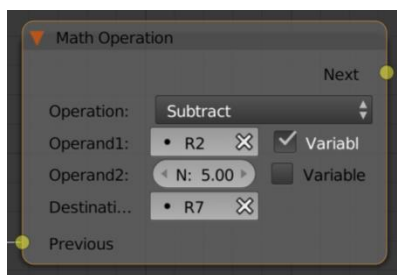 Math Operation
Next
Operation: Subtract
Operand1: R2 Variabl
Operand2: N: 5.00 Variable
Destinati... R7
Previous